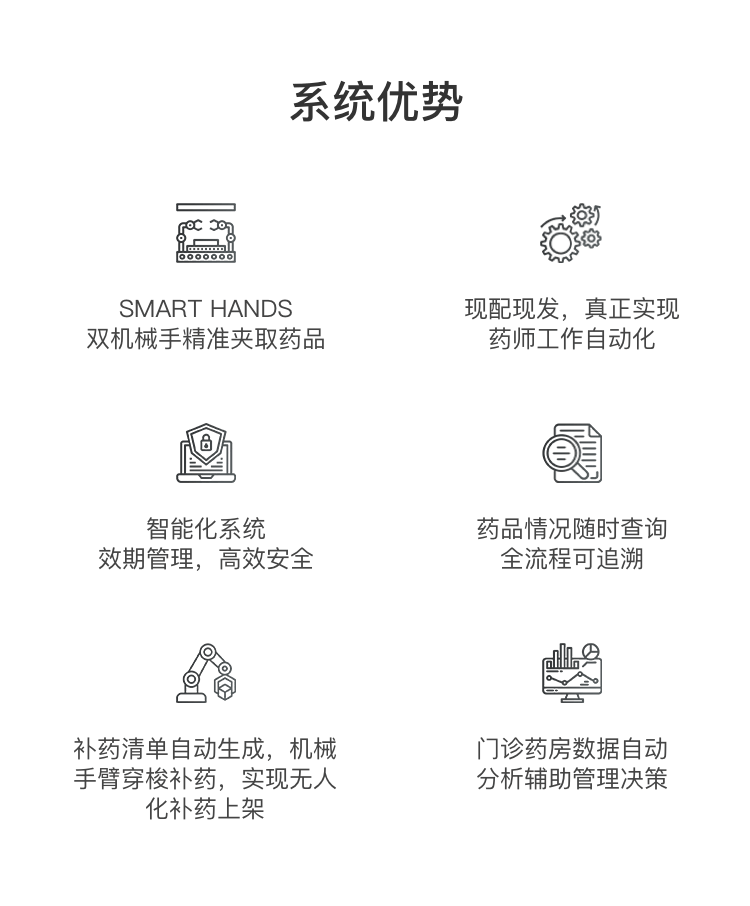 系统优势
SMART HANDS
双机械手精准夹取药品
现配现发，真正实现
药师工作自动化
智能化系统
效期管理，高效安全
药品情况随时查询
全流程可追溯
补药清单自动生成，机械
手臂穿梭补药，实现无人
化补药上架
门诊药房数据自动
分析辅助管理决策